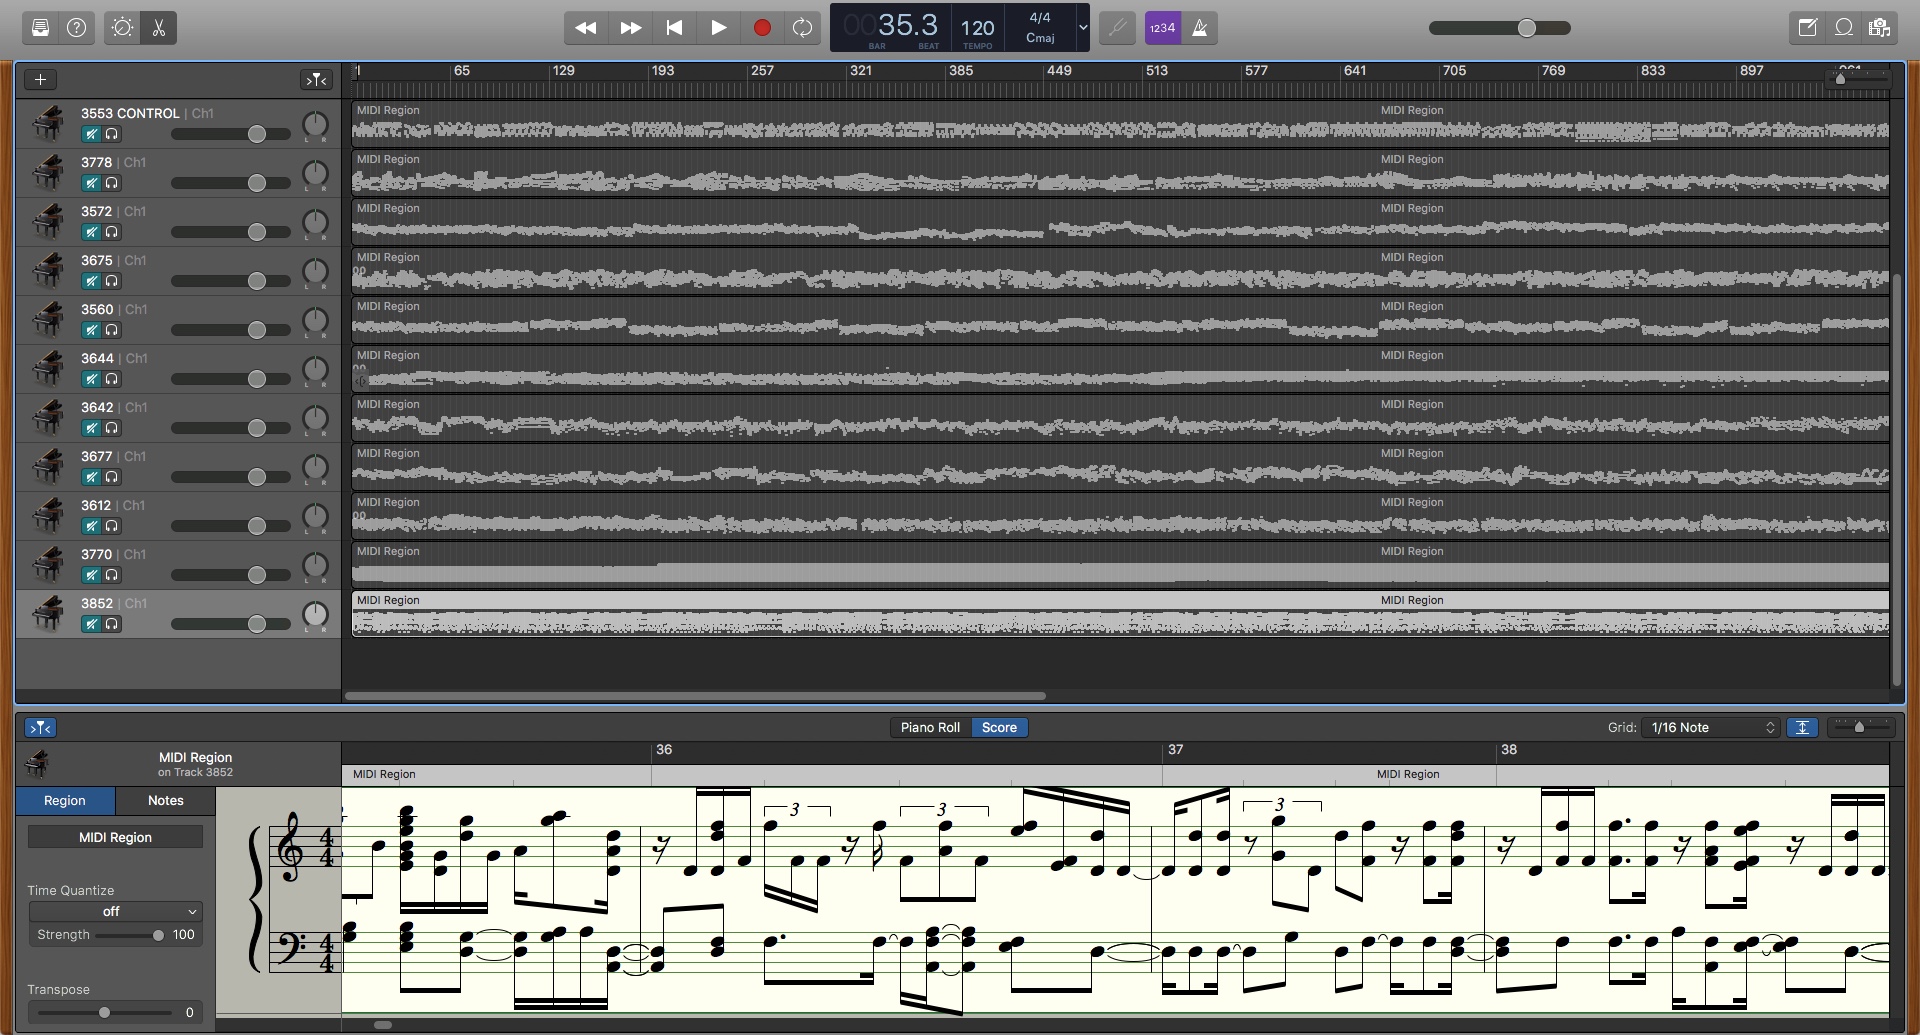 0035.3 120 4/4
Cmaj
BAR BEAT TEMPO
1234
1 65 129 193 257 321 385 449 513 577 641 705 769 833 897 961
3553 CONTROL | Ch1
MIDI Region MIDI Region
L R
3778 | Ch1
MIDI Region MIDI Region
L R
3572 | Ch1
MIDI Region MIDI Region
L R
3675 | Ch1
MIDI Region MIDI Region
L R
3560 | Ch1
MIDI Region MIDI Region
L R
3644 | Ch1
MIDI Region MIDI Region
L R
3642 | Ch1
MIDI Region MIDI Region
L R
3677 | Ch1
MIDI Region MIDI Region
L R
3612 | Ch1
MIDI Region MIDI Region
L R
3770 | Ch1
MIDI Region MIDI Region
L R
3852 | Ch1
MIDI Region MIDI Region
L R
Piano Roll Score Grid: 1/16 Note
MIDI Region
on Track 3852
36 37 38
MIDI Region MIDI Region
Region Notes
MIDI Region
Time Quantize
off
Strength 100
Transpose
0
4 3 3 3
4
4
4